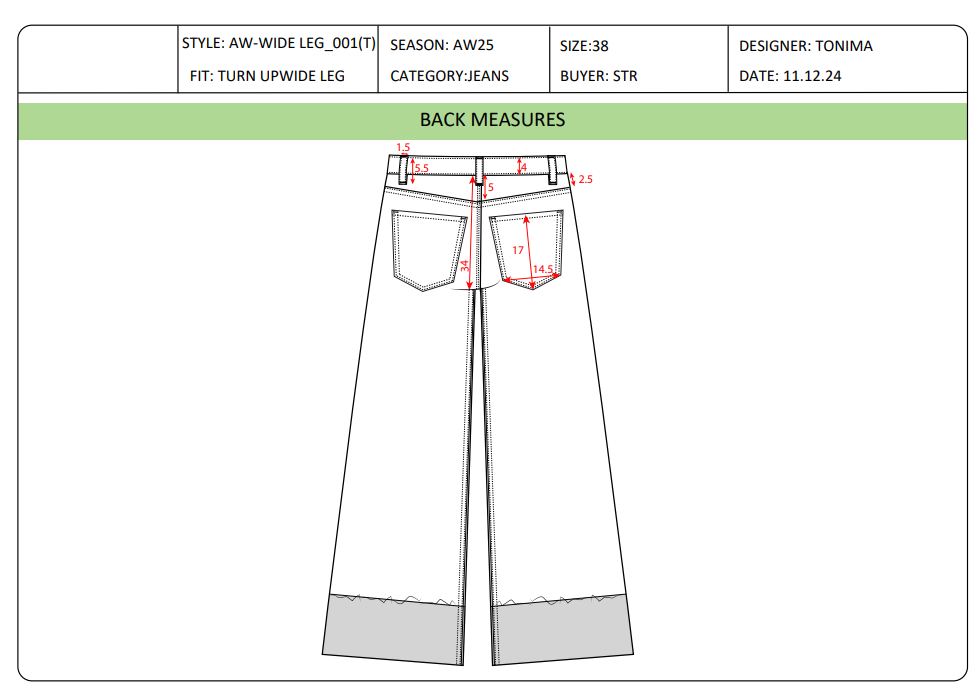 STYLE: AW-WIDE LEG_001(T)
FIT: TURN UPWIDE LEG
SEASON: AW25
CATEGORY:JEANS
SIZE:38
BUYER: STR
DESIGNER: TONIMA
DATE: 11.12.24
BACK MEASURES
1.5
5.5
4
5
2.5
17
34
14.5